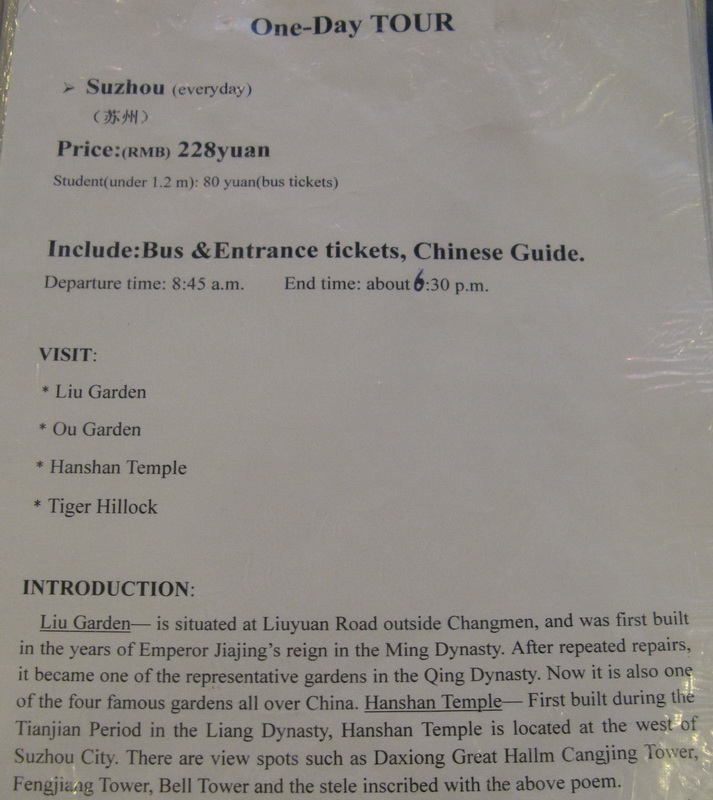 One-Day TOUR
➢ Suzhou (everyday)
（苏州）
Price:(RMB) 228yuan
Student(under 1.2 m): 80 yuan(bus tickets)
Include:Bus &Entrance tickets, Chinese Guide.
Departure time: 8:45 a.m. End time: about 6:30 p.m.
VISIT:
* Liu Garden
* Ou Garden
* Hanshan Temple
* Tiger Hillock
INTRODUCTION:
Liu Garden— is situated at Liuyuan Road outside Changmen, and was first built
in the years of Emperor Jiajing's reign in the Ming Dynasty. After repeated repairs,
it became one of the representative gardens in the Qing Dynasty. Now it is also one
of the four famous gardens all over China. Hanshan Temple— First built during the
Tianjian Period in the Liang Dynasty, Hanshan Temple is located at the west of
Suzhou City. There are view spots such as Daxiong Great Hallm Cangjing Tower,
Fengjiang Tower, Bell Tower and the stele inscribed with the above poem.